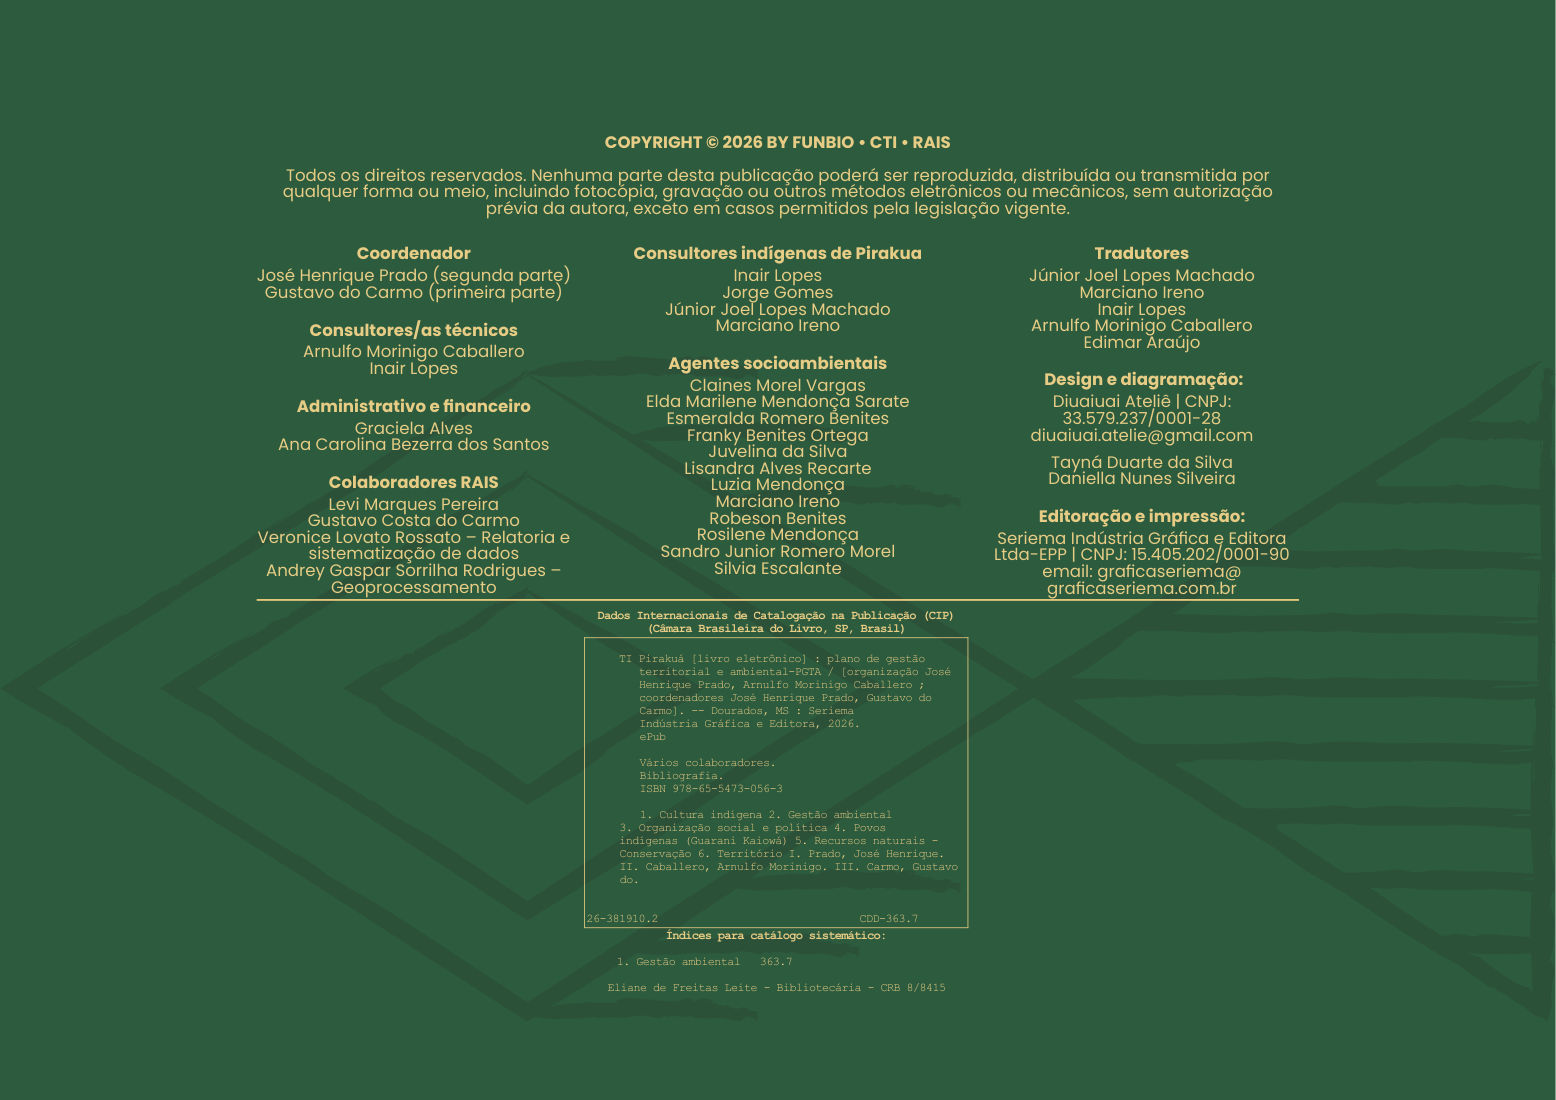 COPYRIGHT © 2026 BY FUNBIO • CTI • RAIS
Todos os direitos reservados. Nenhuma parte desta publicação poderá ser reproduzida, distribuída ou transmitida por
qualquer forma ou meio, incluindo fotocópia, gravação ou outros métodos eletrônicos ou mecânicos, sem autorização
prévia da autora, exceto em casos permitidos pela legislação vigente.
Coordenador
José Henrique Prado (segunda parte)
Gustavo do Carmo (primeira parte)
Consultores/as técnicos
Arnulfo Morinigo Caballero
Inair Lopes
Administrativo e financeiro
Graciela Alves
Ana Carolina Bezerra dos Santos
Colaboradores RAIS
Levi Marques Pereira
Gustavo Costa do Carmo
Veronice Lovato Rossato – Relatoria e
sistematização de dados
Andrey Gaspar Sorrilha Rodrigues –
Geoprocessamento
Consultores indígenas de Pirakua
Inair Lopes
Jorge Gomes
Júnior Joel Lopes Machado
Marciano Ireno
Agentes socioambientais
Claines Morel Vargas
Elda Marilene Mendonça Sarate
Esmeralda Romero Benites
Franky Benites Ortega
Juvelina da Silva
Lisandra Alves Recarte
Luzia Mendonça
Marciano Ireno
Robeson Benites
Rosilene Mendonça
Sandro Junior Romero Morel
Silvia Escalante
Tradutores
Júnior Joel Lopes Machado
Marciano Ireno
Inair Lopes
Arnulfo Morinigo Caballero
Edimar Araújo
Design e diagramação:
Diuaiuai Ateliê | CNPJ:
33.579.237/0001-28
diuaiuai.atelie@gmail.com
Tayná Duarte da Silva
Daniella Nunes Silveira
Editoração e impressão:
Seriema Indústria Gráfica e Editora
Ltda-EPP | CNPJ: 15.405.202/0001-90
email: graficaseriema@
graficaseriema.com.br
Dados Internacionais de Catalogação na Publicação (CIP)
(Câmara Brasileira do Livro, SP, Brasil)
TI Pirakuá [livro eletrônico] : plano de gestão
territorial e ambiental-PGTA / [organização José
Henrique Prado, Arnulfo Morinigo Caballero ;
coordenadores José Henrique Prado, Gustavo do
Carmo]. -- Dourados, MS : Seriema
Indústria Gráfica e Editora, 2026.
ePub
Vários colaboradores.
Bibliografia.
ISBN 978-65-5473-056-3
1. Cultura indígena 2. Gestão ambiental
3. Organização social e política 4. Povos
indígenas (Guarani Kaiowá) 5. Recursos naturais -
Conservação 6. Território I. Prado, José Henrique.
II. Caballero, Arnulfo Morinigo. III. Carmo, Gustavo
do.
26-381910.2 CDD-363.7
Índices para catálogo sistemático:
1. Gestão ambiental 363.7
Eliane de Freitas Leite - Bibliotecária - CRB 8/8415